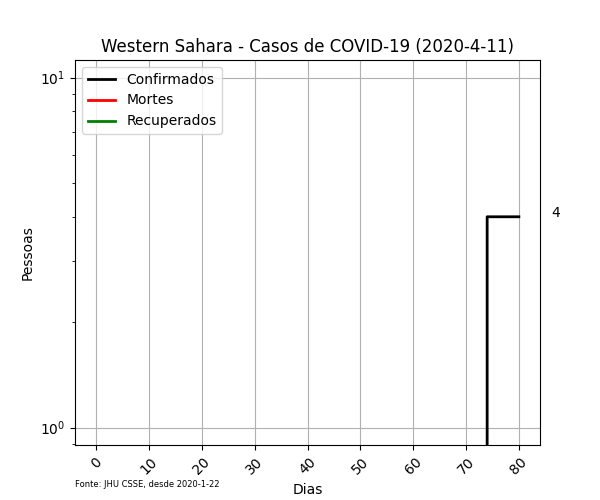 Western Sahara - Casos de COVID-19 (2020-4-11)
Confirmados
Mortes
Recuperados
10¹
4
Pessoas
10⁰
0 10 20 30 40 50 60 70 80
Fonte: JHU CSSE, desde 2020-1-22
Dias